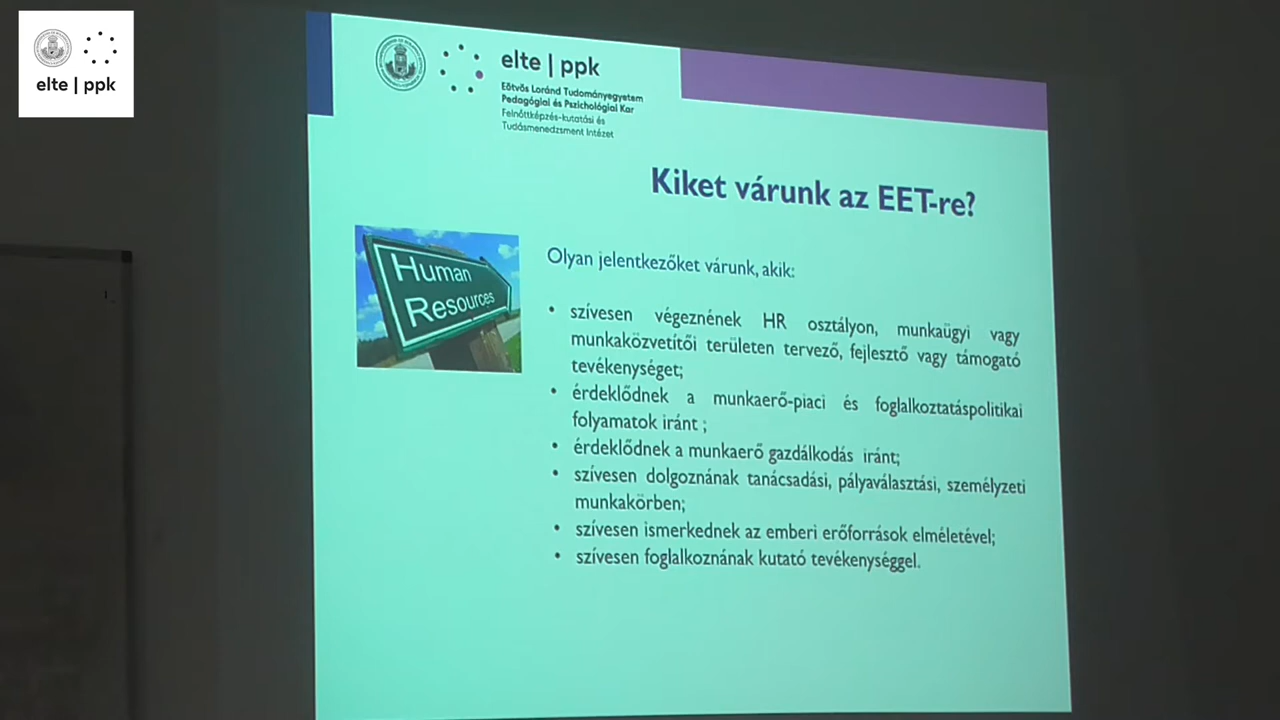 elte | ppk
elte | ppk
Eötvös Loránd Tudományegyetem
Pedagógiai és Pszichológiai Kar
Felnőttképzés-kutatási és
Tudásmenedzsment Intézet
Kiket várunk az EET-re?
Human
Resources
Olyan jelentkezőket várunk, akik:
• szívesen végeznének HR osztályon, munkaügyi vagy
munkaközvetítői területen tervező, fejlesztő vagy támogató
tevékenységet;
• érdeklődnek a munkaerő-piaci és foglalkoztatáspolitikai
folyamatok iránt ;
• érdeklődnek a munkaerő gazdálkodás iránt;
• szívesen dolgoznának tanácsadási, pályaválasztási, személyzeti
munkakörben;
• szívesen ismerkednek az emberi erőforrások elméletével;
• szívesen foglalkoznának kutató tevékenységgel.